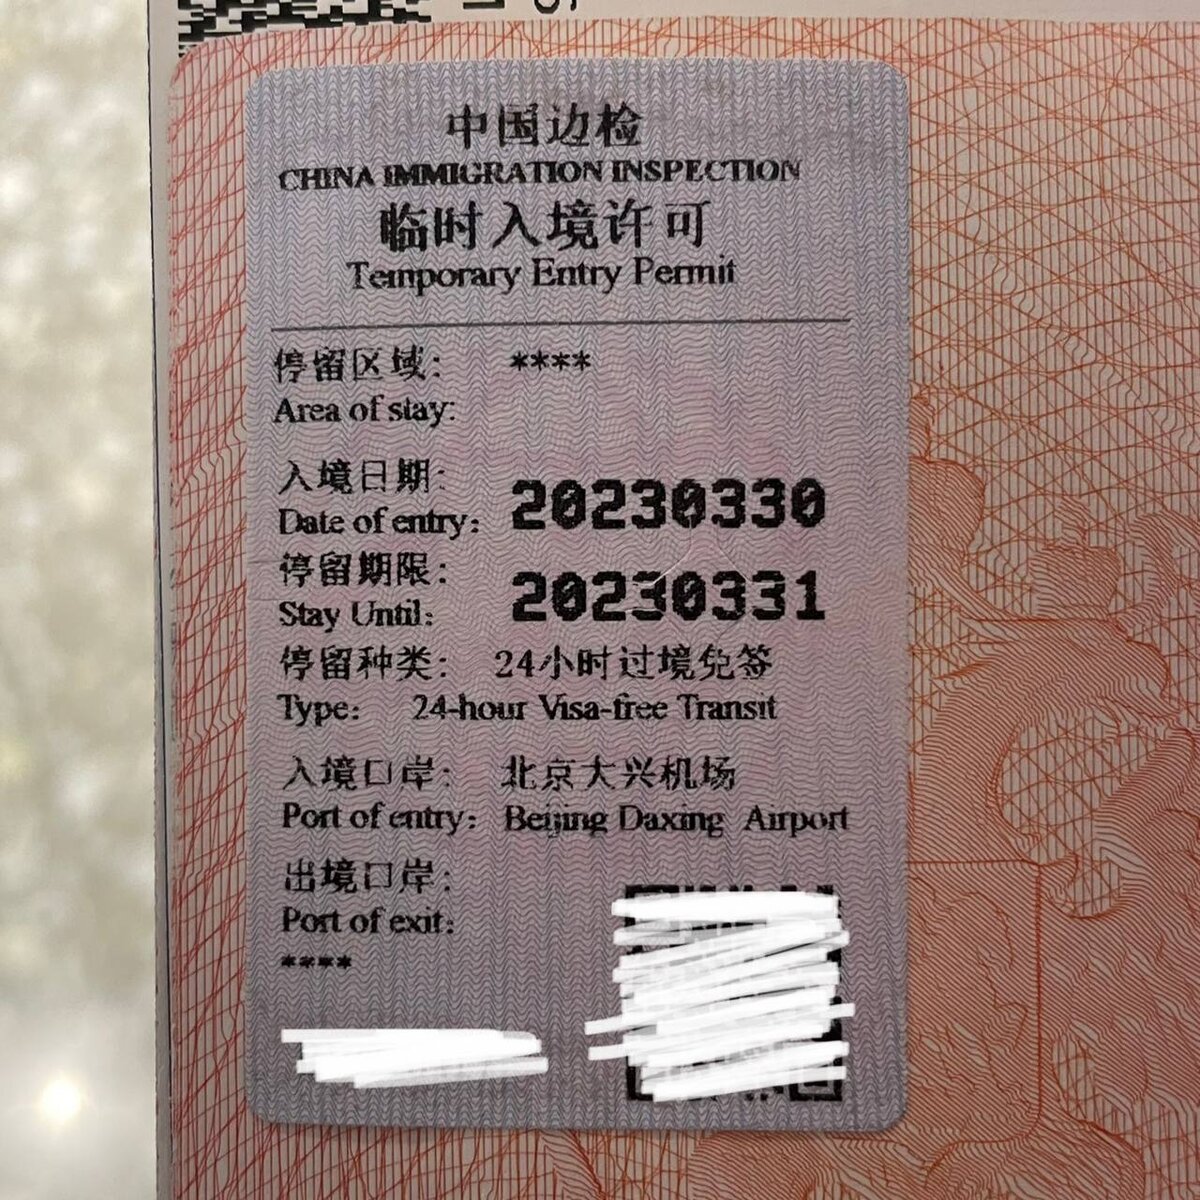 中国边检
CHINA IMMIGRATION INSPECTION
临时入境许可
Temporary Entry Permit
停留区域： ****
Area of stay:
入境日期： 20230330
Date of entry:
停留期限： 20230331
Stay Until:
停留种类： 24小时过境免签
Type: 24-hour Visa-free Transit
入境口岸： 北京大兴机场
Port of entry: Beijing Daxing Airport
出境口岸：
Port of exit:
****